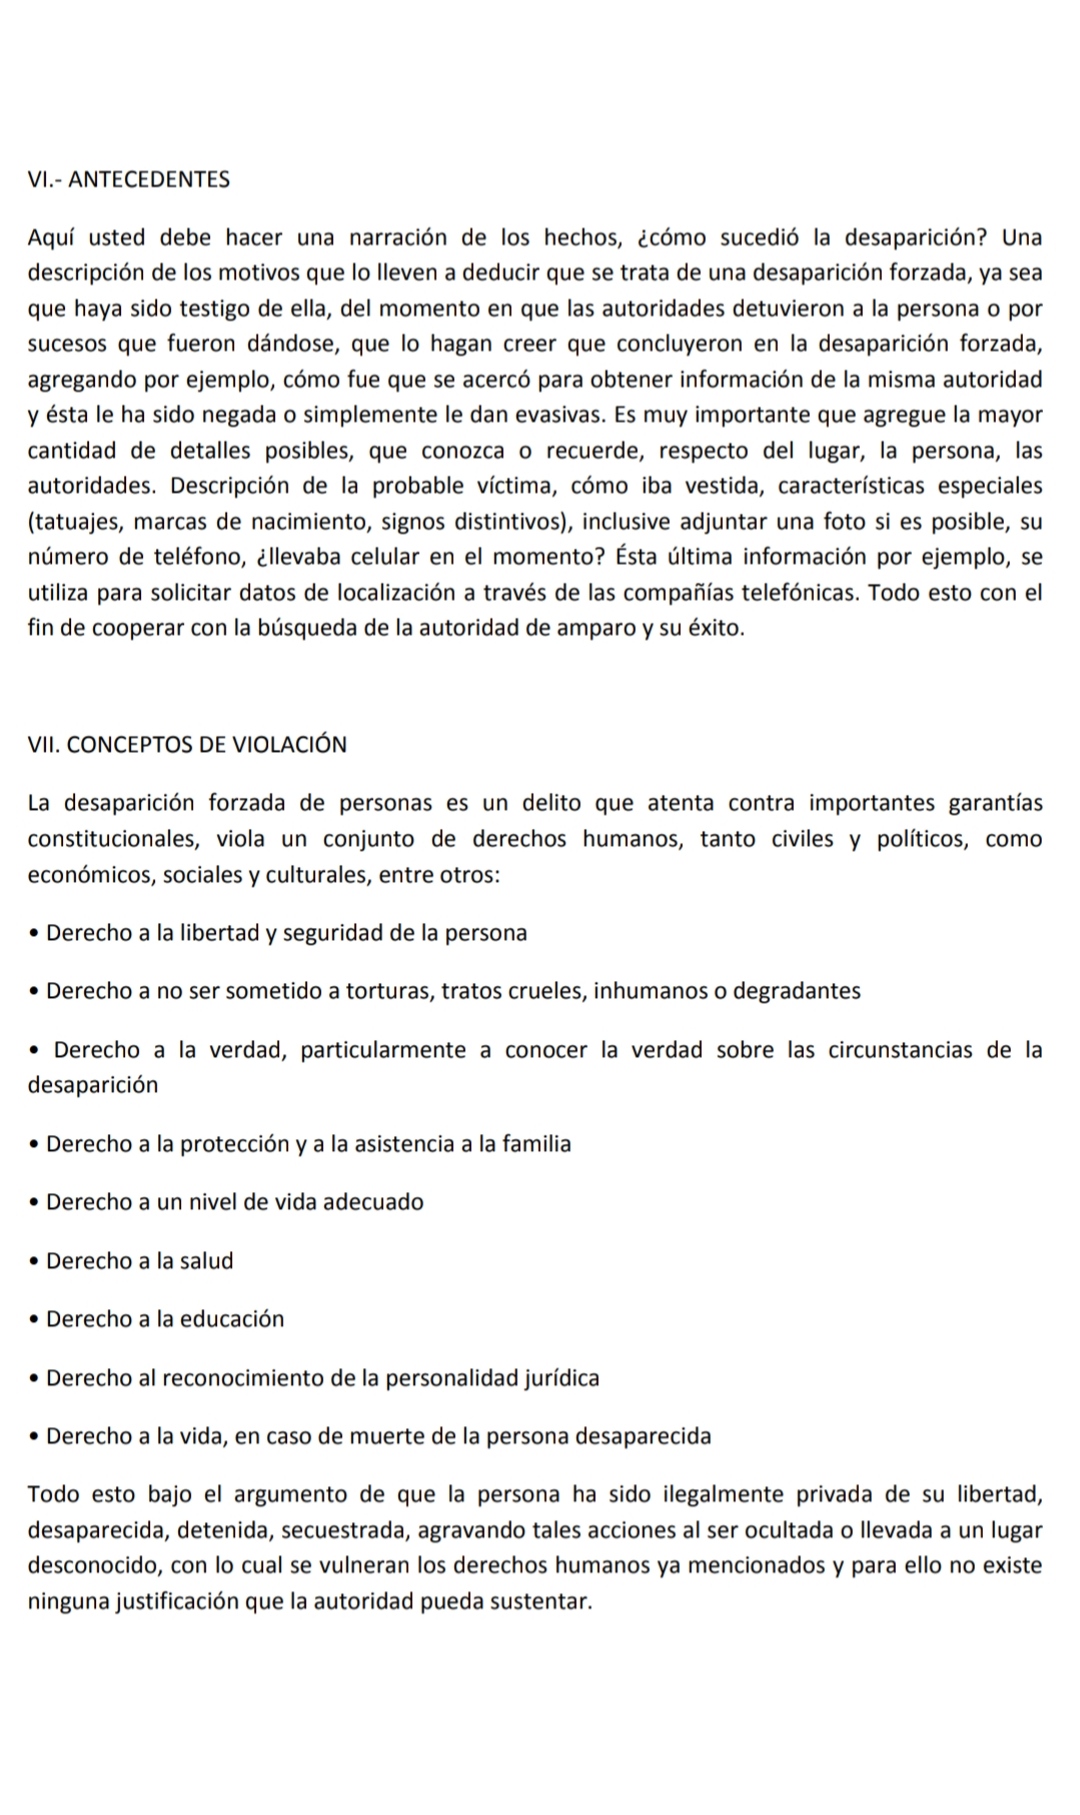 VI.- ANTECEDENTES
Aquí usted debe hacer una narración de los hechos, ¿cómo sucedió la desaparición? Una
descripción de los motivos que lo lleven a deducir que se trata de una desaparición forzada, ya sea
que haya sido testigo de ella, del momento en que las autoridades detuvieron a la persona o por
sucesos que fueron dándose, que lo hagan creer que concluyeron en la desaparición forzada,
agregando por ejemplo, cómo fue que se acercó para obtener información de la misma autoridad
y ésta le ha sido negada o simplemente le dan evasivas. Es muy importante que agregue la mayor
cantidad de detalles posibles, que conozca o recuerde, respecto del lugar, la persona, las
autoridades. Descripción de la probable víctima, cómo iba vestida, características especiales
(tatuajes, marcas de nacimiento, signos distintivos), inclusive adjuntar una foto si es posible, su
número de teléfono, ¿llevaba celular en el momento? Ésta última información por ejemplo, se
utiliza para solicitar datos de localización a través de las compañías telefónicas. Todo esto con el
fin de cooperar con la búsqueda de la autoridad de amparo y su éxito.
VII. CONCEPTOS DE VIOLACIÓN
La desaparición forzada de personas es un delito que atenta contra importantes garantías
constitucionales, viola un conjunto de derechos humanos, tanto civiles y políticos, como
económicos, sociales y culturales, entre otros:
• Derecho a la libertad y seguridad de la persona
• Derecho a no ser sometido a torturas, tratos crueles, inhumanos o degradantes
• Derecho a la verdad, particularmente a conocer la verdad sobre las circunstancias de la
desaparición
• Derecho a la protección y a la asistencia a la familia
• Derecho a un nivel de vida adecuado
• Derecho a la salud
• Derecho a la educación
• Derecho al reconocimiento de la personalidad jurídica
• Derecho a la vida, en caso de muerte de la persona desaparecida
Todo esto bajo el argumento de que la persona ha sido ilegalmente privada de su libertad,
desaparecida, detenida, secuestrada, agravando tales acciones al ser ocultada o llevada a un lugar
desconocido, con lo cual se vulneran los derechos humanos ya mencionados y para ello no existe
ninguna justificación que la autoridad pueda sustentar.